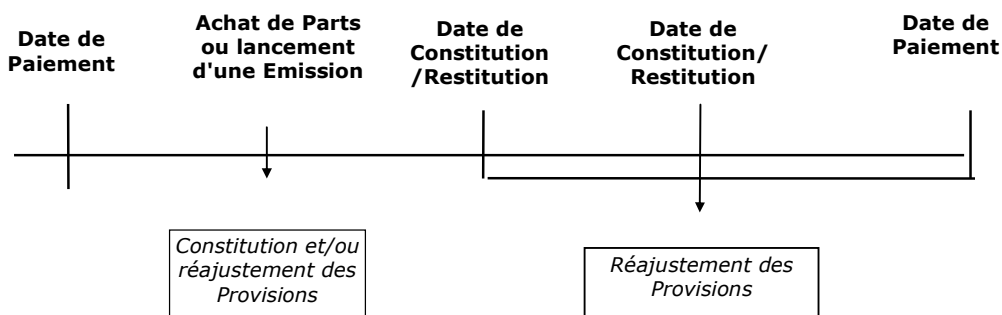 Date de
Paiement
Achat de Parts
ou lancement
d'une Emission
Date de
Constitution
/Restitution
Date de
Constitution/
Restitution
Date de
Paiement
Constitution et/ou
réajustement des
Provisions
Réajustement des
Provisions